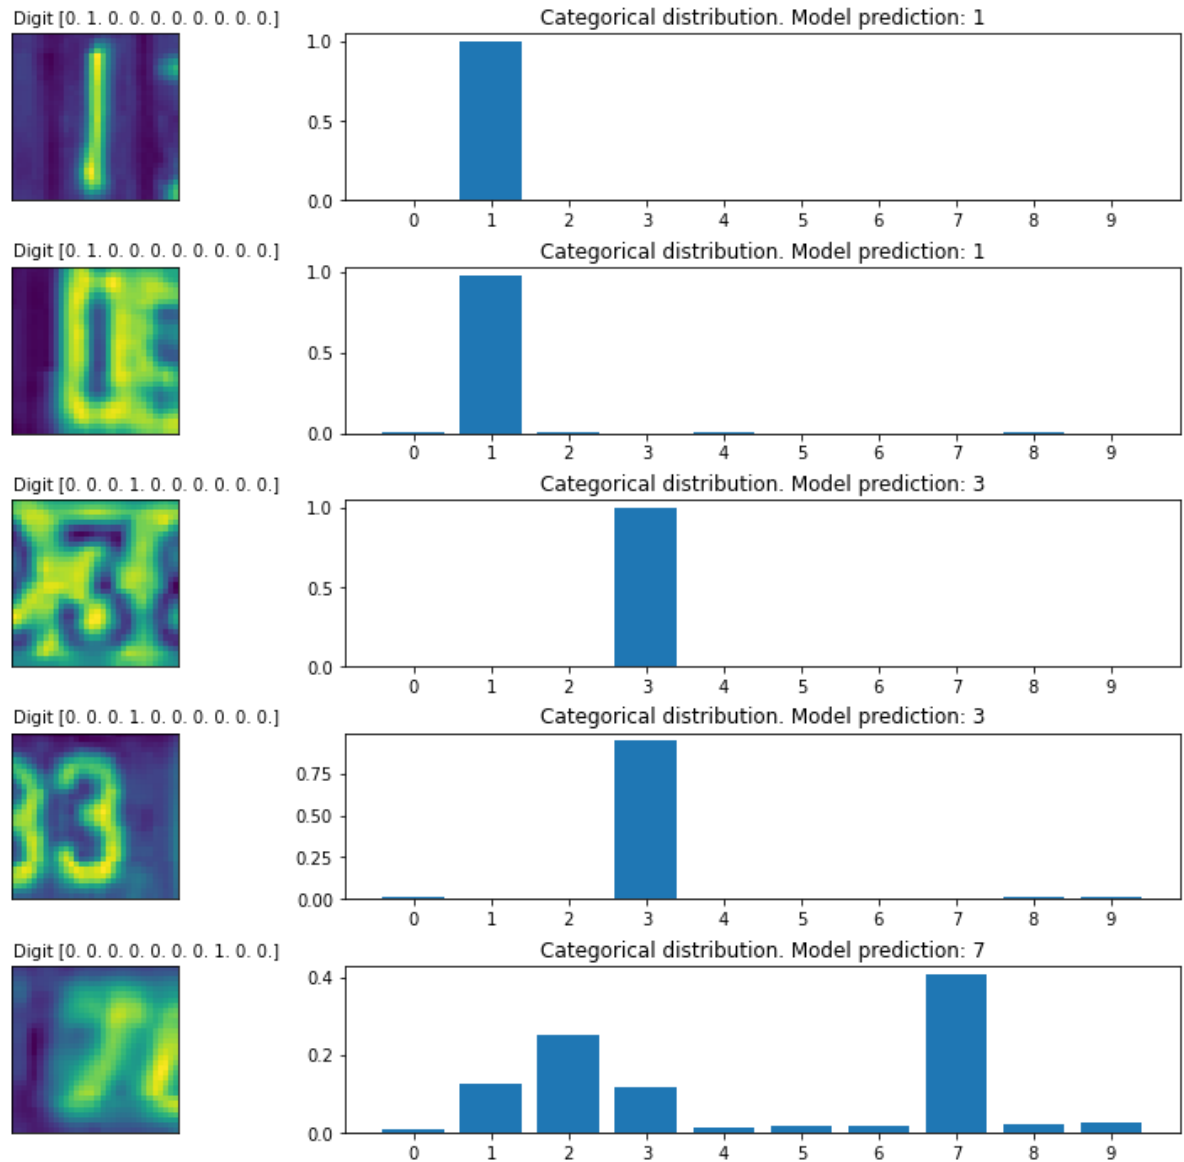 Digit [0. 1. 0. 0. 0. 0. 0. 0. 0. 0.]
Categorical distribution. Model prediction: 1
1.0
0.5
0.0
0 1 2 3 4 5 6 7 8 9
Digit [0. 1. 0. 0. 0. 0. 0. 0. 0. 0.]
Categorical distribution. Model prediction: 1
1.0
0.5
0.0
0 1 2 3 4 5 6 7 8 9
Digit [0. 0. 0. 1. 0. 0. 0. 0. 0. 0.]
Categorical distribution. Model prediction: 3
3
1.0
0.5
0.0
0 1 2 3 4 5 6 7 8 9
Digit [0. 0. 0. 1. 0. 0. 0. 0. 0. 0.]
Categorical distribution. Model prediction: 3
33
0.75
0.50
0.25
0.00
0 1 2 3 4 5 6 7 8 9
Digit [0. 0. 0. 0. 0. 0. 0. 1. 0. 0.]
Categorical distribution. Model prediction: 7
7
0.4
0.2
0.0
0 1 2 3 4 5 6 7 8 9